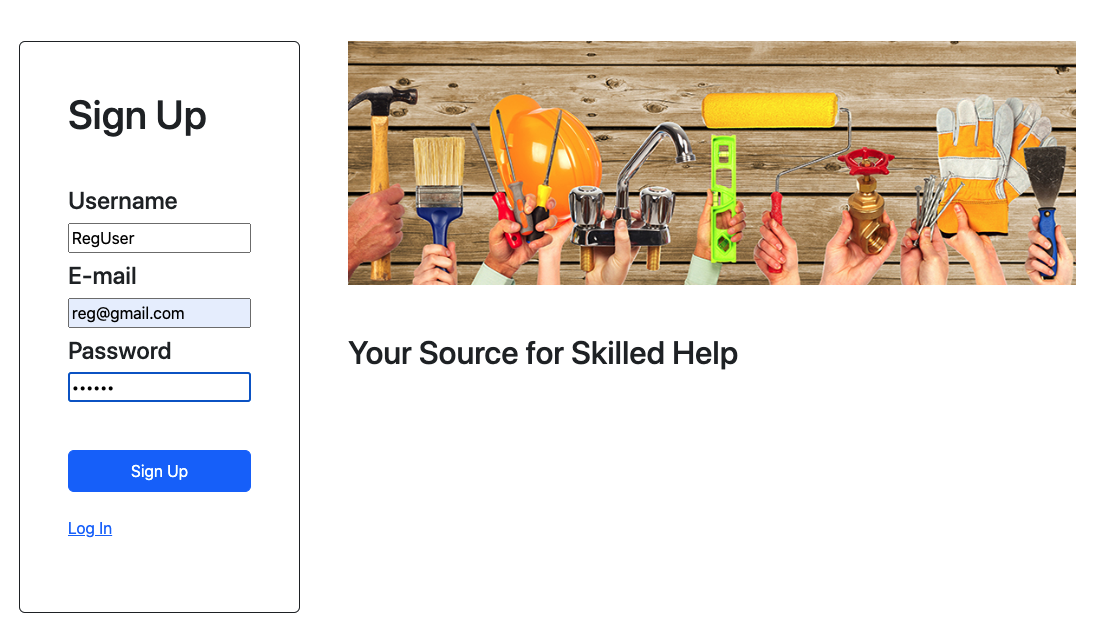 Sign Up
Username
RegUser
E-mail
reg@gmail.com
Password
••••••
Sign Up
Log In
Your Source for Skilled Help